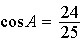 cos A = 24/25